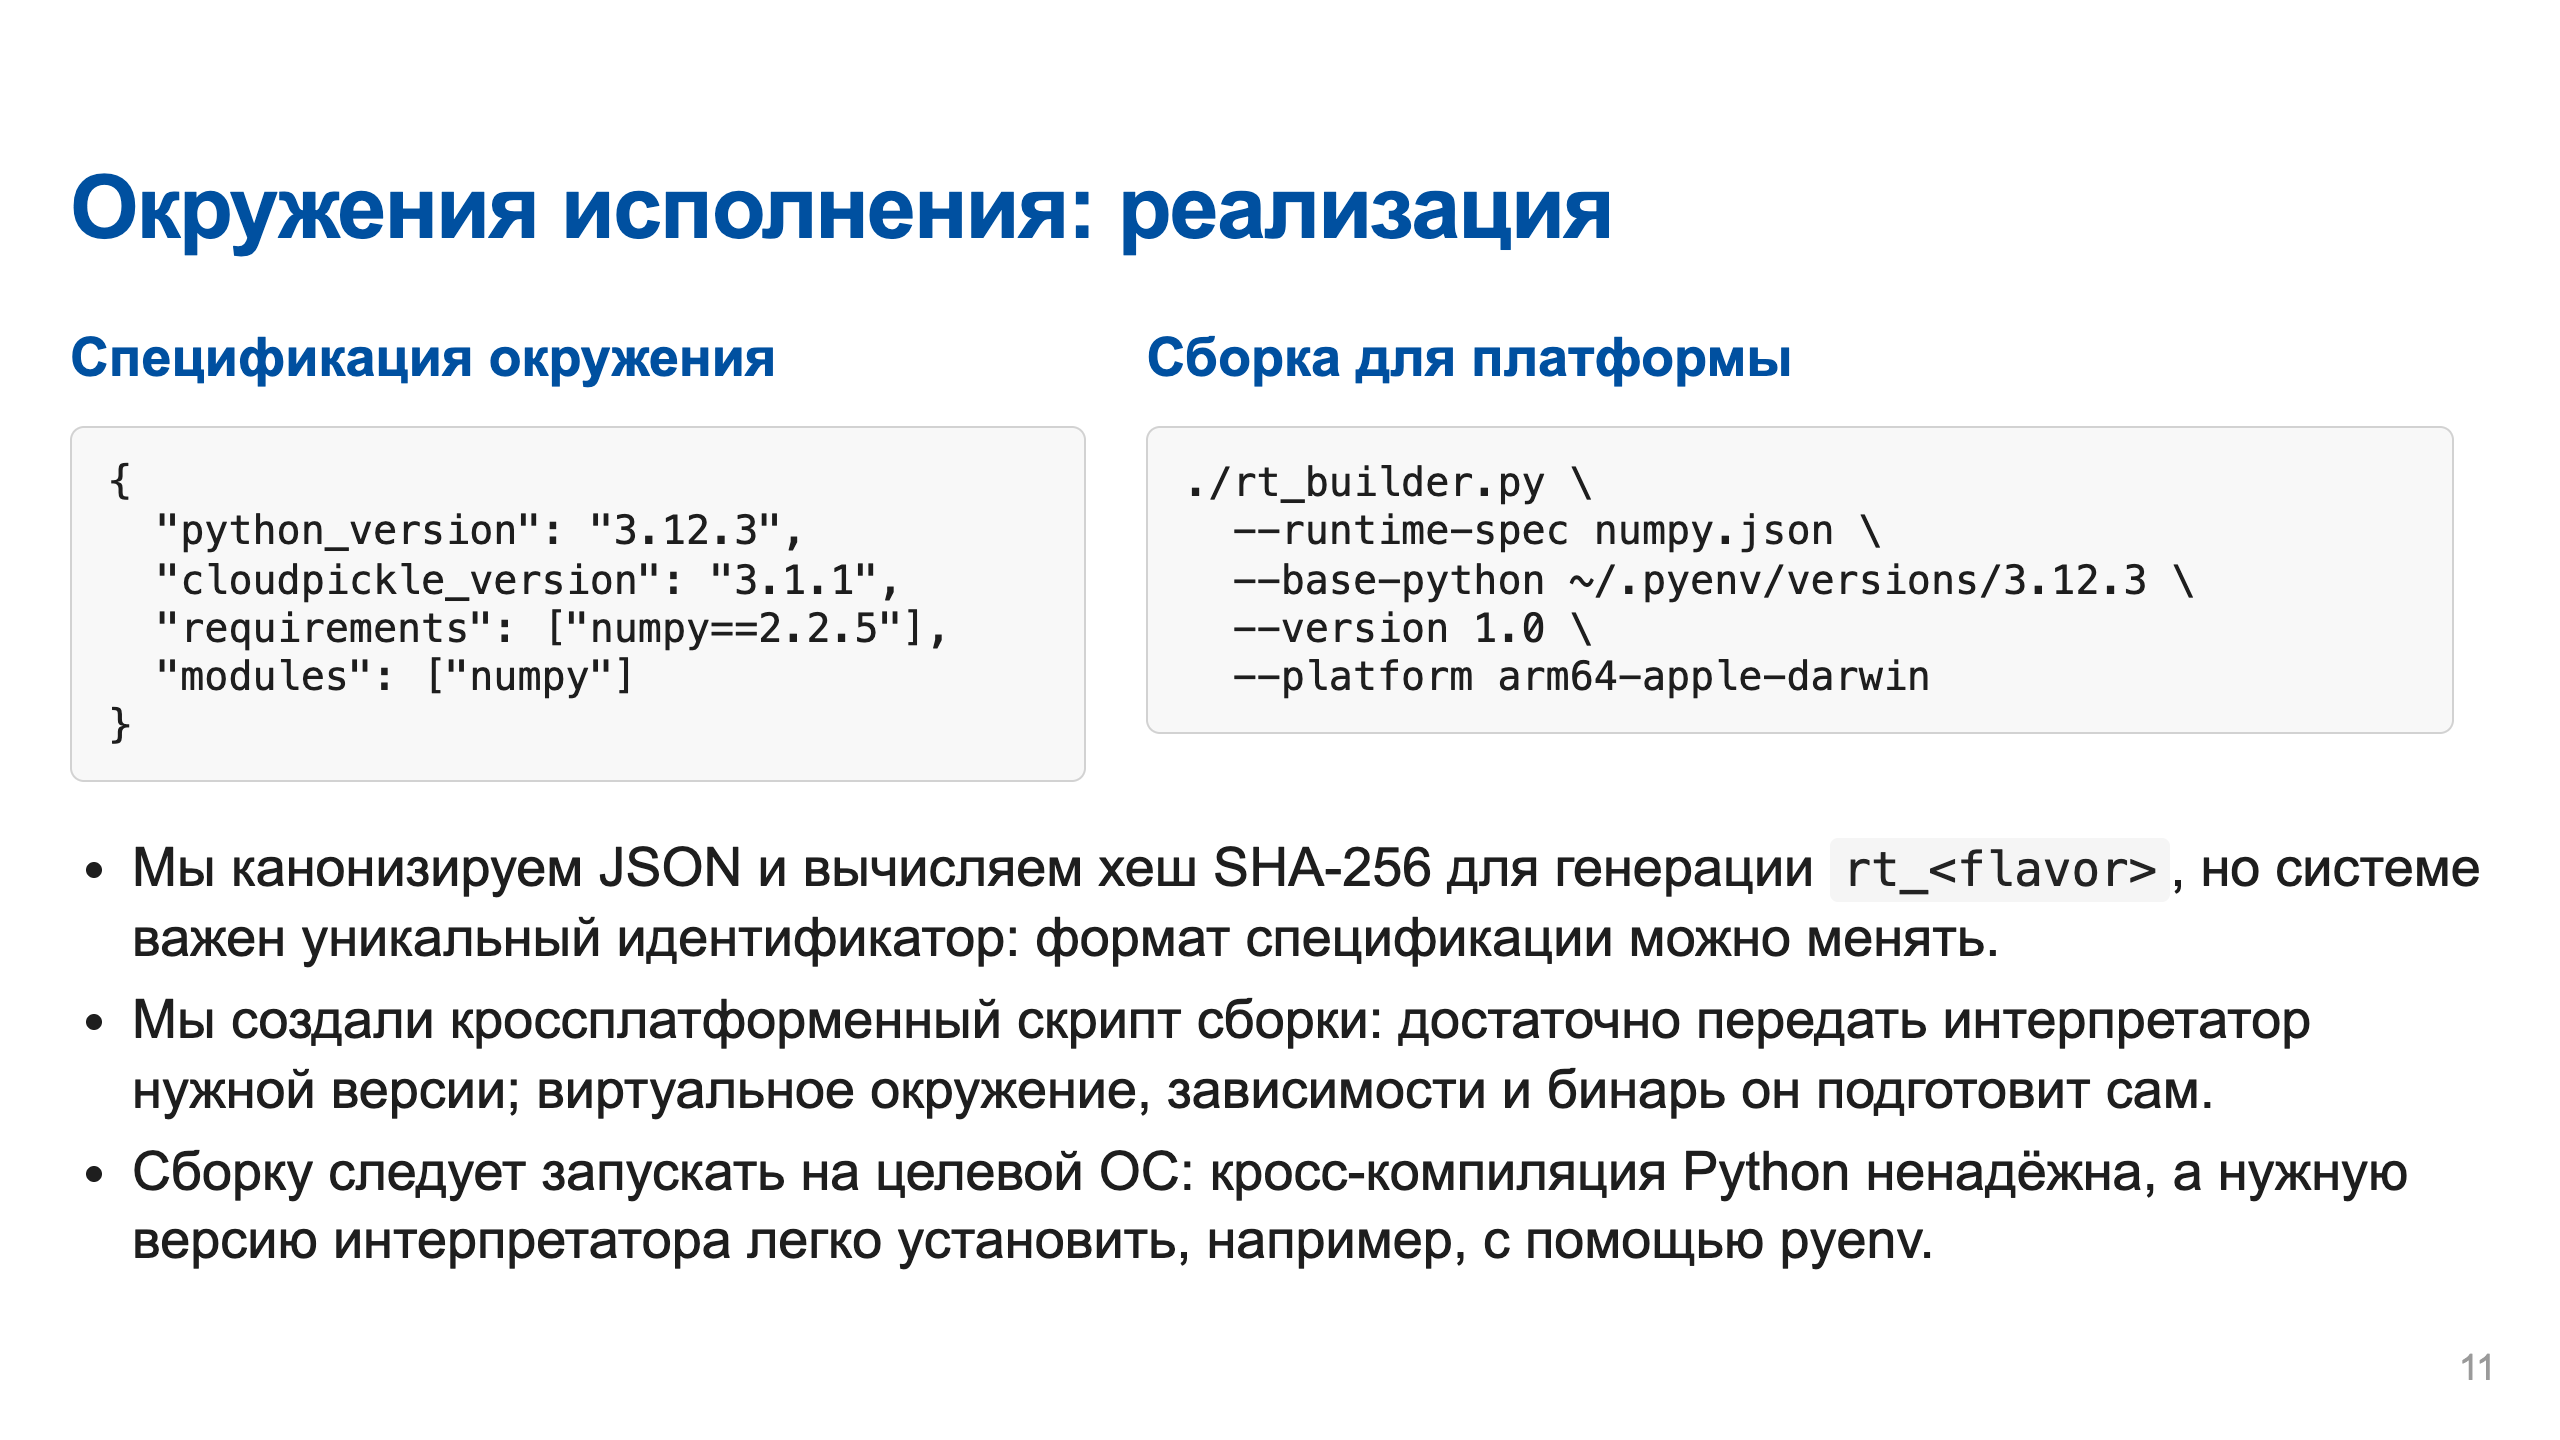 Окружения исполнения: реализация
Спецификация окружения
{
  "python_version": "3.12.3",
  "cloudpickle_version": "3.1.1",
  "requirements": ["numpy==2.2.5"],
  "modules": ["numpy"]
}
Сборка для платформы
./rt_builder.py \
  --runtime-spec numpy.json \
  --base-python ~/.pyenv/versions/3.12.3 \
  --version 1.0 \
  --platform arm64-apple-darwin
• Мы канонизируем JSON и вычисляем хеш SHA-256 для генерации rt_<flavor>, но системе
важен уникальный идентификатор: формат спецификации можно менять.
• Мы создали кроссплатформенный скрипт сборки: достаточно передать интерпретатор
нужной версии; виртуальное окружение, зависимости и бинарь он подготовит сам.
• Сборку следует запускать на целевой ОС: кросс-компиляция Python ненадёжна, а нужную
версию интерпретатора легко установить, например, с помощью pyenv.
11